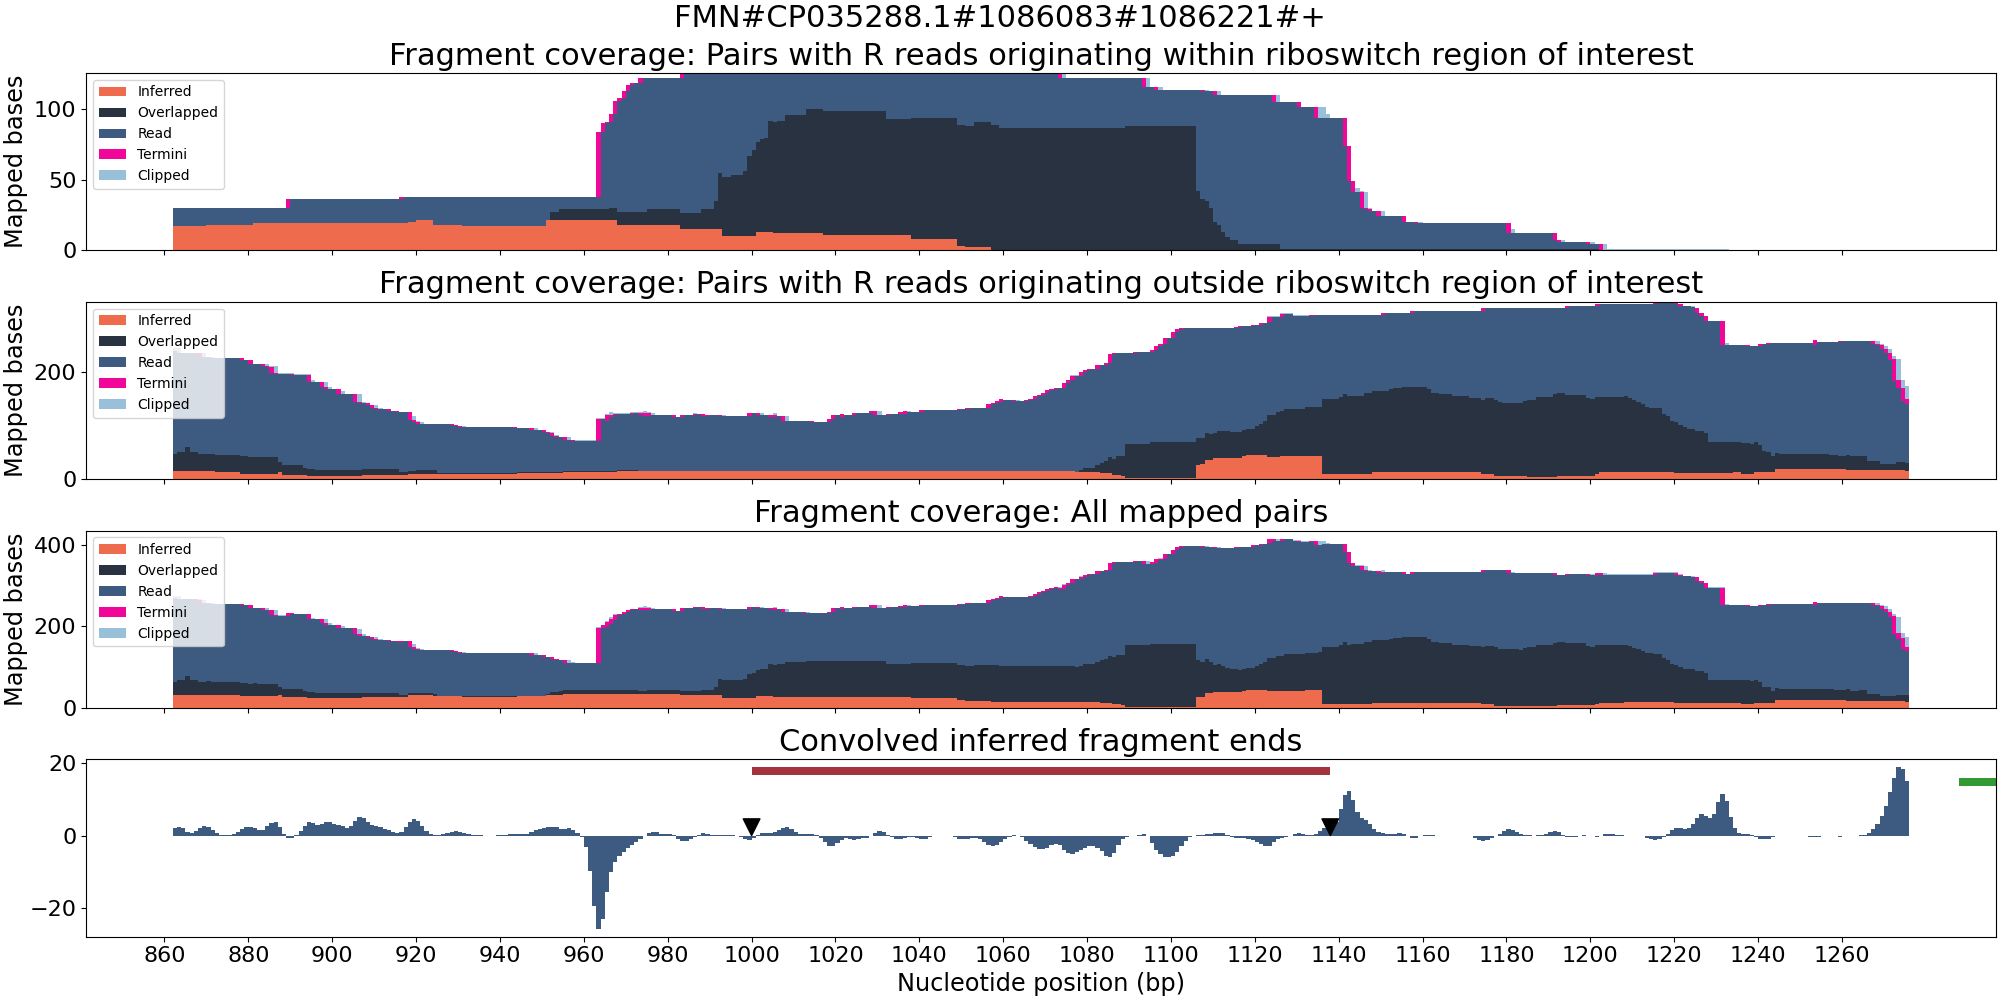 FMN#CP035288.1#1086083#1086221#+
Fragment coverage: Pairs with R reads originating within riboswitch region of interest
Mapped bases
100
50
0
Inferred
Overlapped
Read
Termini
Clipped
Fragment coverage: Pairs with R reads originating outside riboswitch region of interest
Mapped bases
200
0
Inferred
Overlapped
Read
Termini
Clipped
Fragment coverage: All mapped pairs
Mapped bases
400
200
0
Inferred
Overlapped
Read
Termini
Clipped
Convolved inferred fragment ends
20
0
−20
860 880 900 920 940 960 980 1000 1020 1040 1060 1080 1100 1120 1140 1160 1180 1200 1220 1240 1260
Nucleotide position (bp)